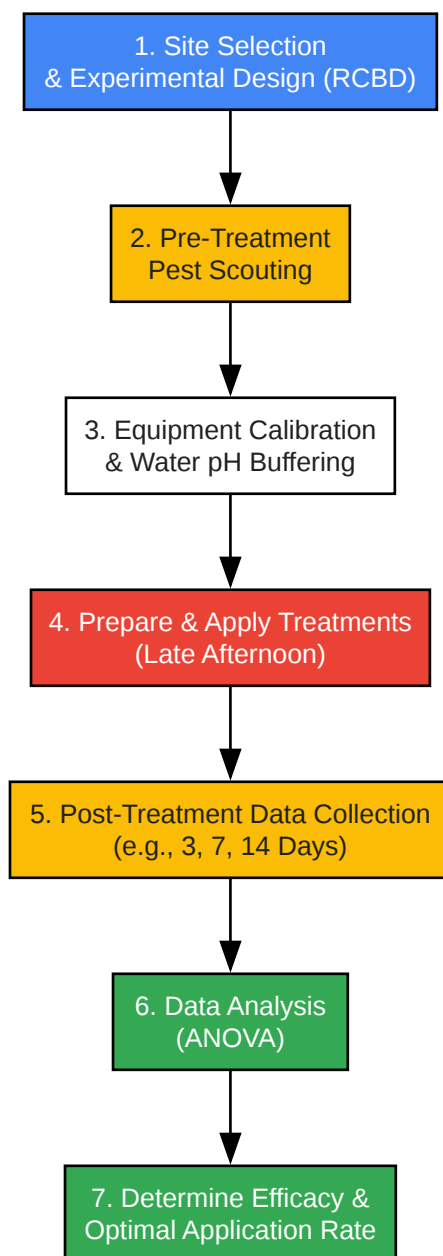 1. Site Selection
& Experimental Design (RCBD)
2. Pre-Treatment
Pest Scouting
3. Equipment Calibration
& Water pH Buffering
4. Prepare & Apply Treatments
(Late Afternoon)
5. Post-Treatment Data Collection
(e.g., 3, 7, 14 Days)
6. Data Analysis
(ANOVA)
7. Determine Efficacy &
Optimal Application Rate